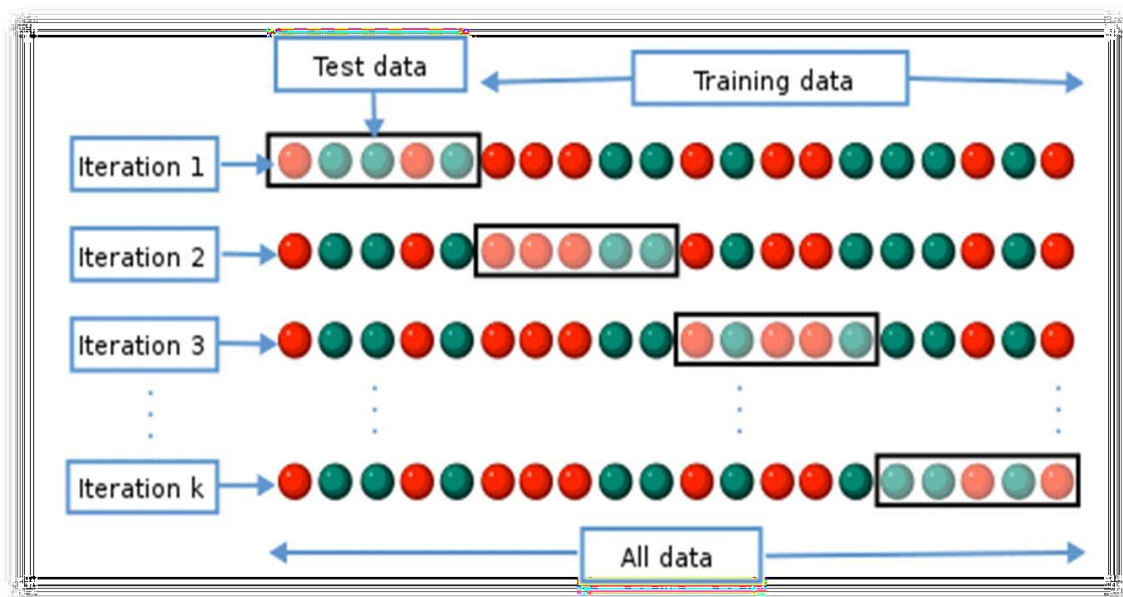 Test data
Training data
Iteration 1
Iteration 2
Iteration 3
Iteration k
All data